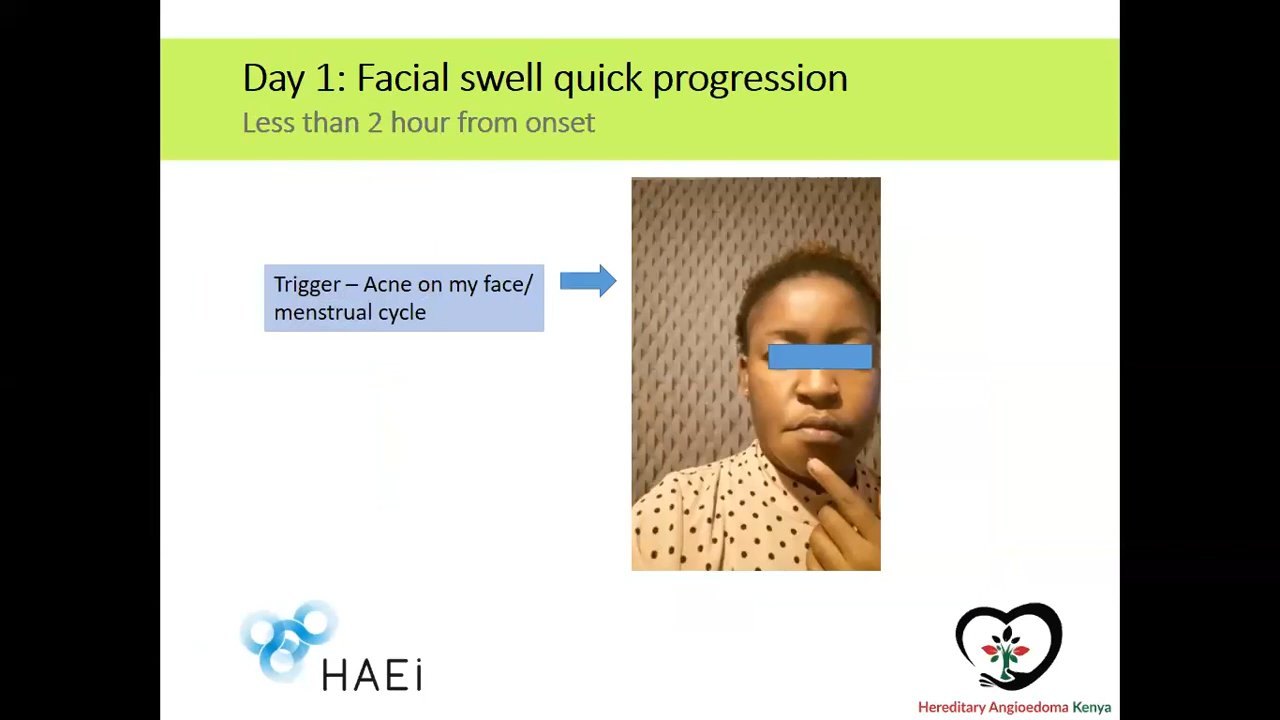 Day 1: Facial swell quick progression
Less than 2 hour from onset
Trigger – Acne on my face/
menstrual cycle
HAEi
Hereditary Angioedoma Kenya